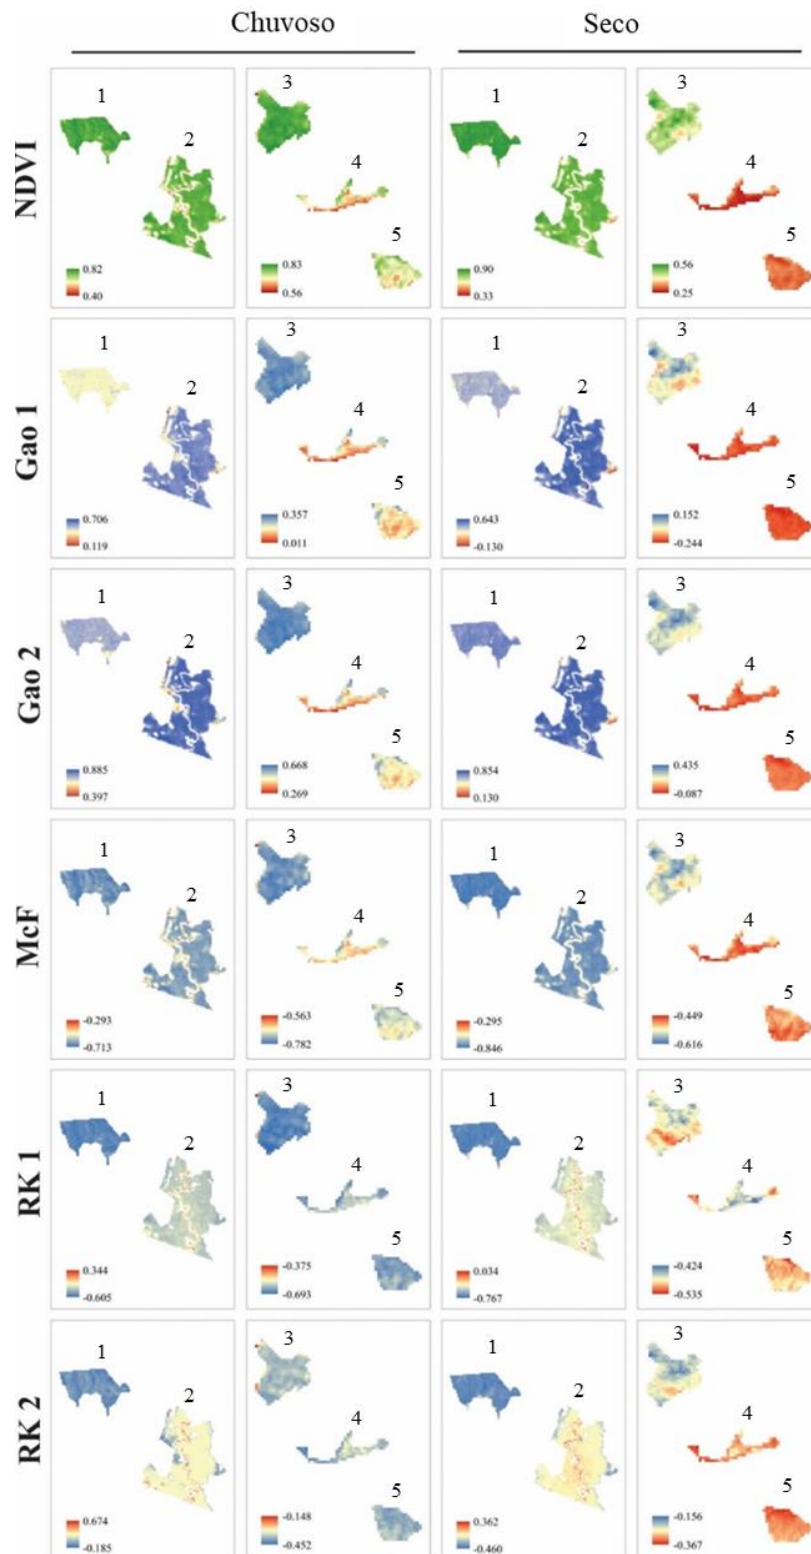 Chuvoso Seco
NDVI
1 2 3 4 5 1 2 3 4 5
0.82 0.83 0.90 0.56
0.40 0.56 0.33 0.25
Gao 1
1 2 3 4 5 1 2 3 4 5
0.706 0.357 0.643 0.152
0.119 0.011 -0.130 -0.244
Gao 2
1 2 3 4 5 1 2 3 4 5
0.885 0.668 0.854 0.435
0.397 0.269 0.130 -0.087
McF
1 2 3 4 5 1 2 3 4 5
-0.293 -0.563 -0.295 -0.449
-0.713 -0.782 -0.846 -0.616
RK 1
1 2 3 4 5 1 2 3 4 5
0.344 -0.375 0.034 -0.424
-0.605 -0.693 -0.767 -0.535
RK 2
1 2 3 4 5 1 2 3 4 5
0.674 -0.148 0.362 -0.156
-0.185 -0.452 -0.460 -0.367